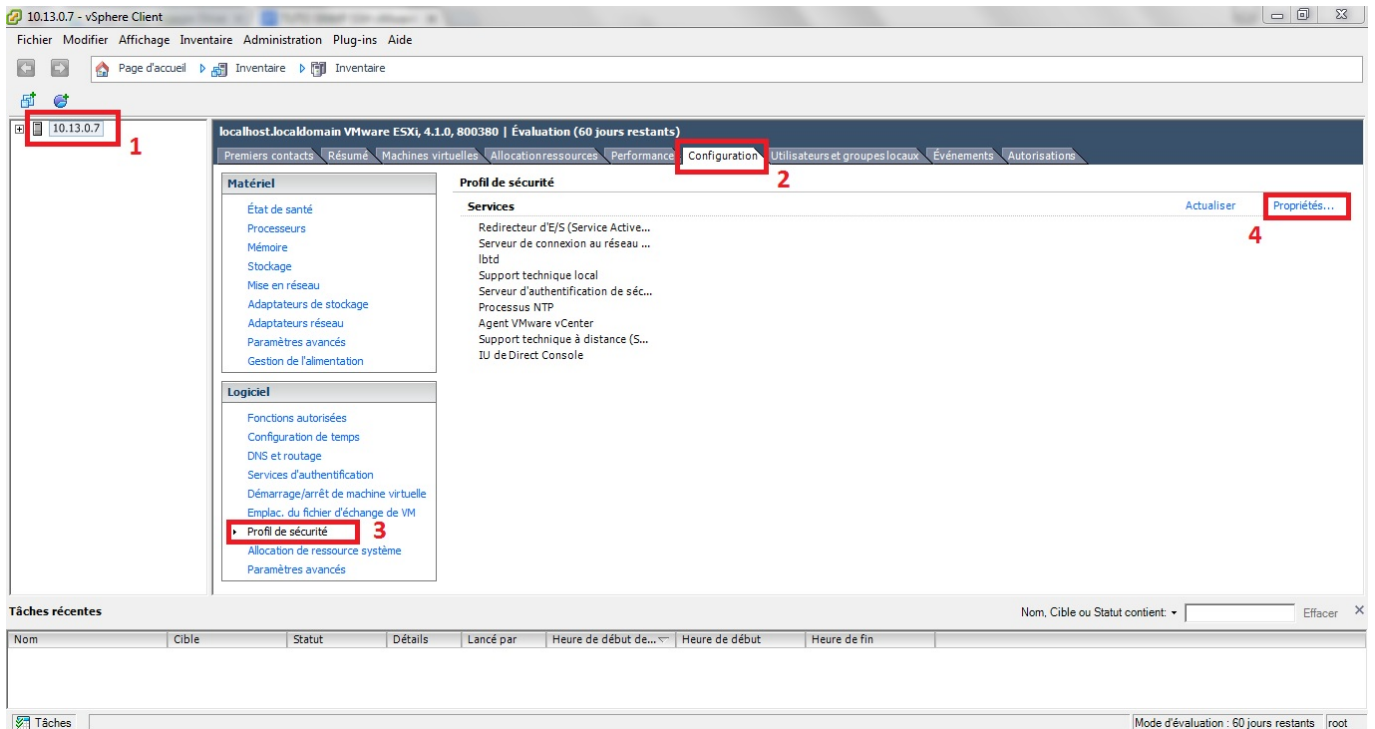 10.13.0.7 - vSphere Client
Fichier Modifier Affichage Inventaire Administration Plug-ins Aide
Page d'accueil Inventaire Inventaire
10.13.0.7
1
localhost.localdomain VMware ESXi, 4.1.0, 800380 | Évaluation (60 jours restants)
Premiers contacts Résumé Machines virtuelles Allocation ressources Performance Configuration Utilisateurs et groupes locaux Événements Autorisations
2
Matériel
État de santé
Processeurs
Mémoire
Stockage
Mise en réseau
Adaptateurs de stockage
Adaptateurs réseau
Paramètres avancés
Gestion de l'alimentation
Logiciel
Fonctions autorisées
Configuration de temps
DNS et routage
Services d'authentification
Démarrage/arrêt de machine virtuelle
Emplac. du fichier d'échange de VM
Profil de sécurité
3
Allocation de ressource système
Paramètres avancés
Profil de sécurité
Services Actualiser Propriétés...
4
Redirecteur d'E/S (Service Active...
Serveur de connexion au réseau ...
lbtd
Support technique local
Serveur d'authentification de séc...
Processus NTP
Agent VMware vCenter
Support technique à distance (S...
IU de Direct Console
Tâches récentes Nom, Cible ou Statut contient: Effacer
Nom Cible Statut Détails Lancé par Heure de début de... Heure de début Heure de fin
Tâches Mode d'évaluation : 60 jours restants root